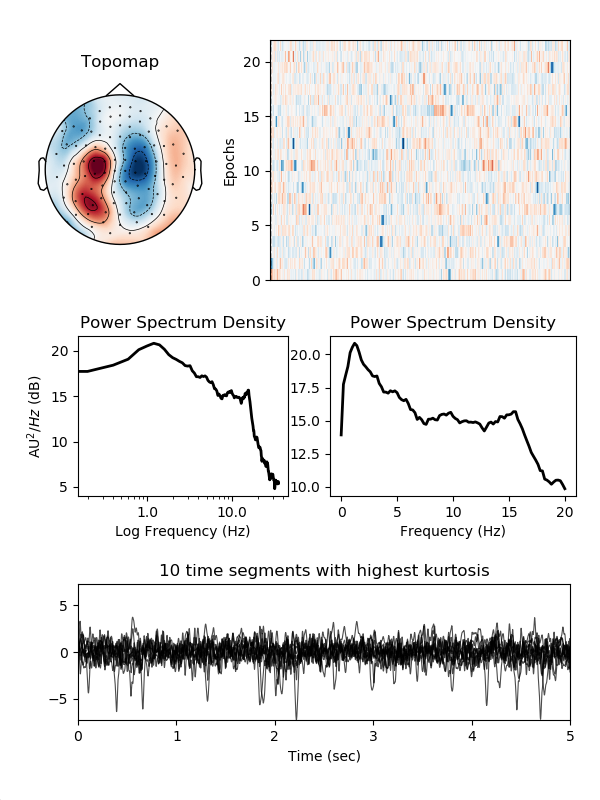 Topomap
Epochs
20
15
10
5
0
Power Spectrum Density
AU²/Hz (dB)
20
15
10
5
1.0 10.0
Log Frequency (Hz)
Power Spectrum Density
20.0
17.5
15.0
12.5
10.0
0 5 10 15 20
Frequency (Hz)
10 time segments with highest kurtosis
5
0
−5
0 1 2 3 4 5
Time (sec)